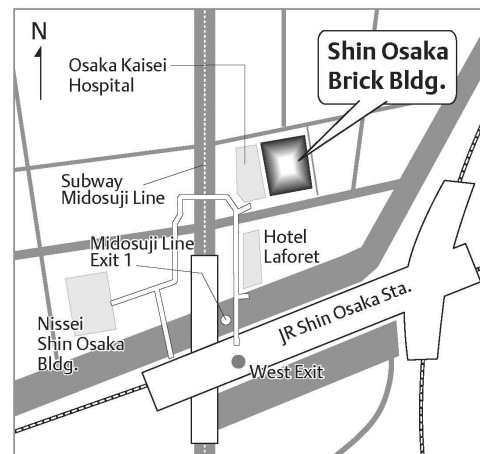 N
Osaka Kaisei
Hospital
Shin Osaka
Brick Bldg.
Subway
Midosuji Line
Midosuji Line
Exit 1
Hotel
Laforet
Nissei
Shin Osaka
Bldg.
JR Shin Osaka Sta.
West Exit